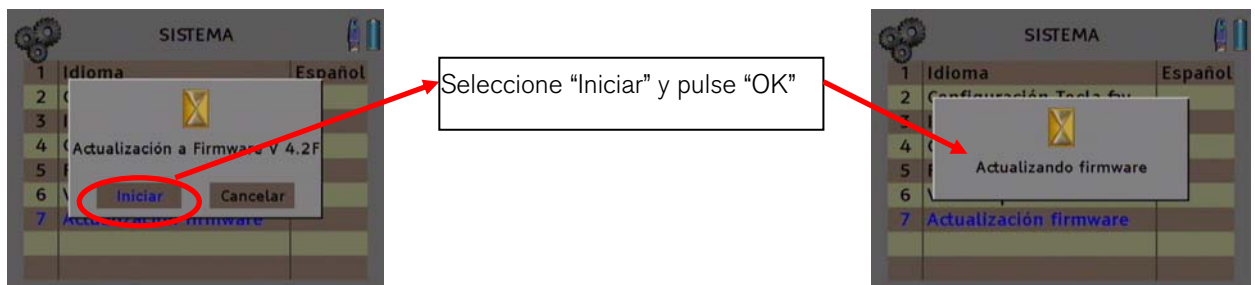 SISTEMA
1 Idioma Español
2
3
4
5
6
7 Actualización firmware
Actualización a Firmware V 4.2F
Iniciar Cancelar
Seleccione “Iniciar” y pulse “OK”
SISTEMA
1 Idioma Español
2 Configuración Tecla fav
3
4
5
6
7 Actualización firmware
Actualizando firmware